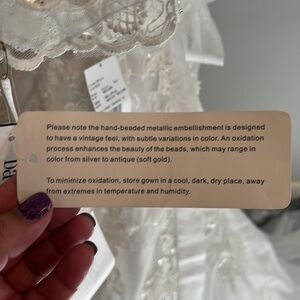 Please note the hand-beaded metallic embellishment is designed
to have a vintage feel, with subtle variations in color. An oxidation
process enhances the beauty of the beads, which may range in
color from silver to antique (soft gold).
To minimize oxidation, store gown in a cool, dark, dry place, away
from extremes in temperature and humidity.